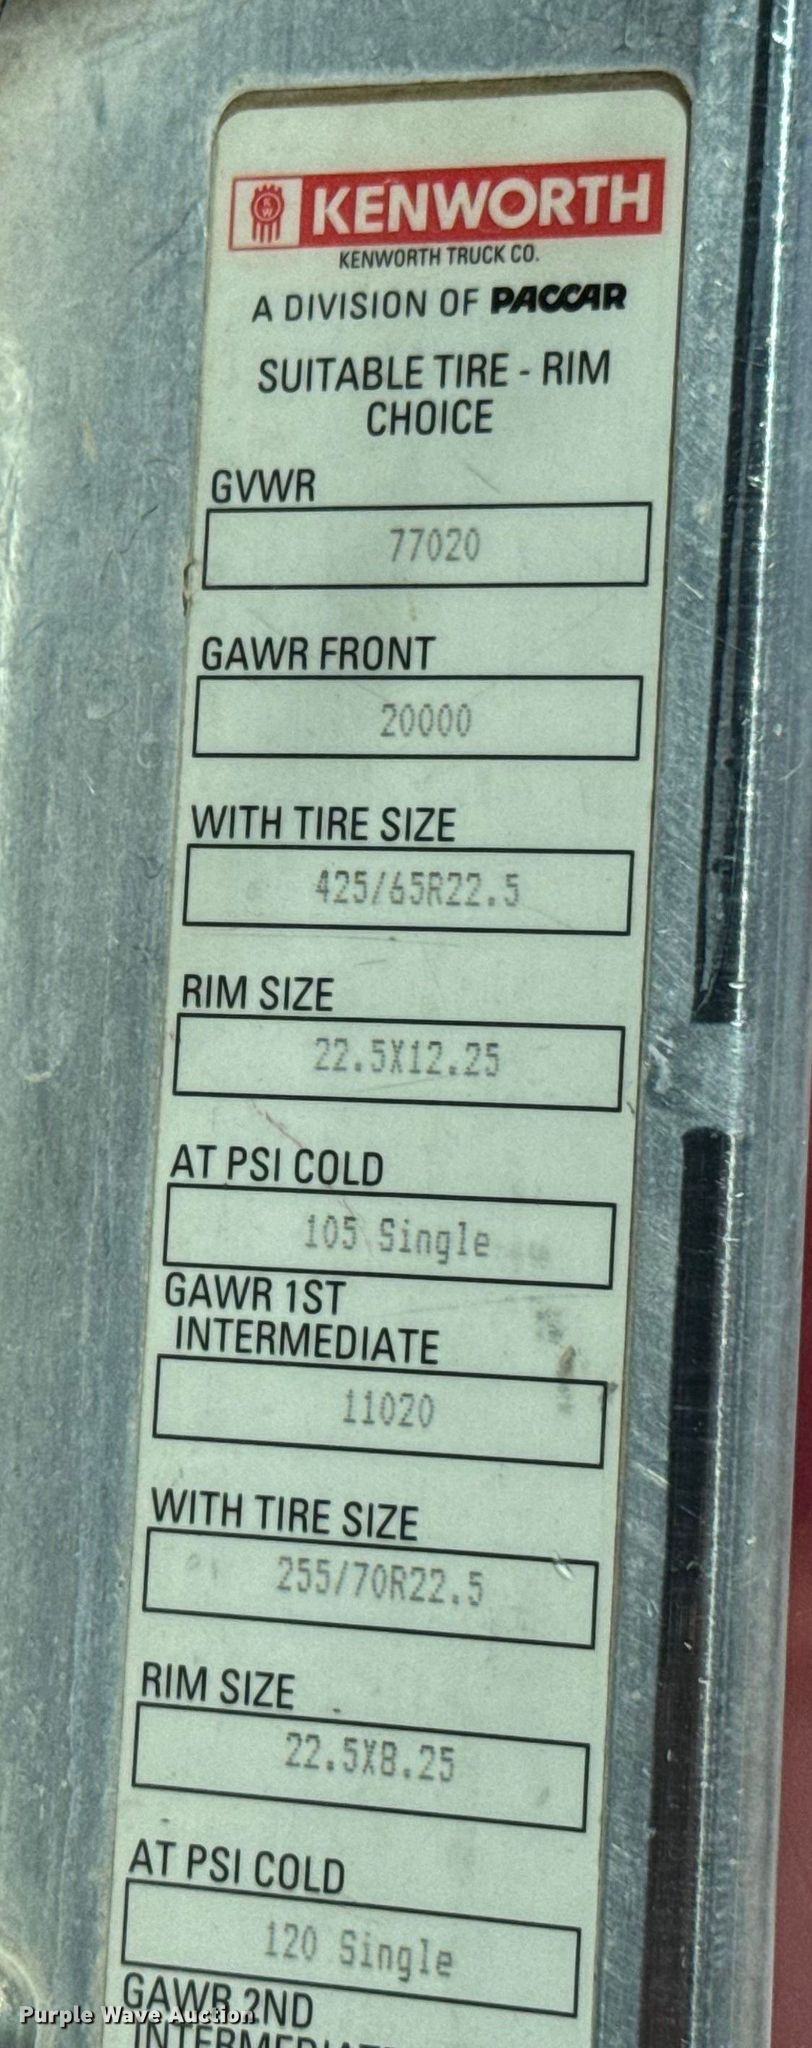 KENWORTH
KENWORTH TRUCK CO.
A DIVISION OF PACCAR
SUITABLE TIRE - RIM
CHOICE
GVWR
77020
GAWR FRONT
20000
WITH TIRE SIZE
425/65R22.5
RIM SIZE
22.5X12.25
AT PSI COLD
105 Single
GAWR 1ST
INTERMEDIATE
11020
WITH TIRE SIZE
255/70R22.5
RIM SIZE
22.5X8.25
AT PSI COLD
120 Single
GAWR 2ND
Purple Wave Auction